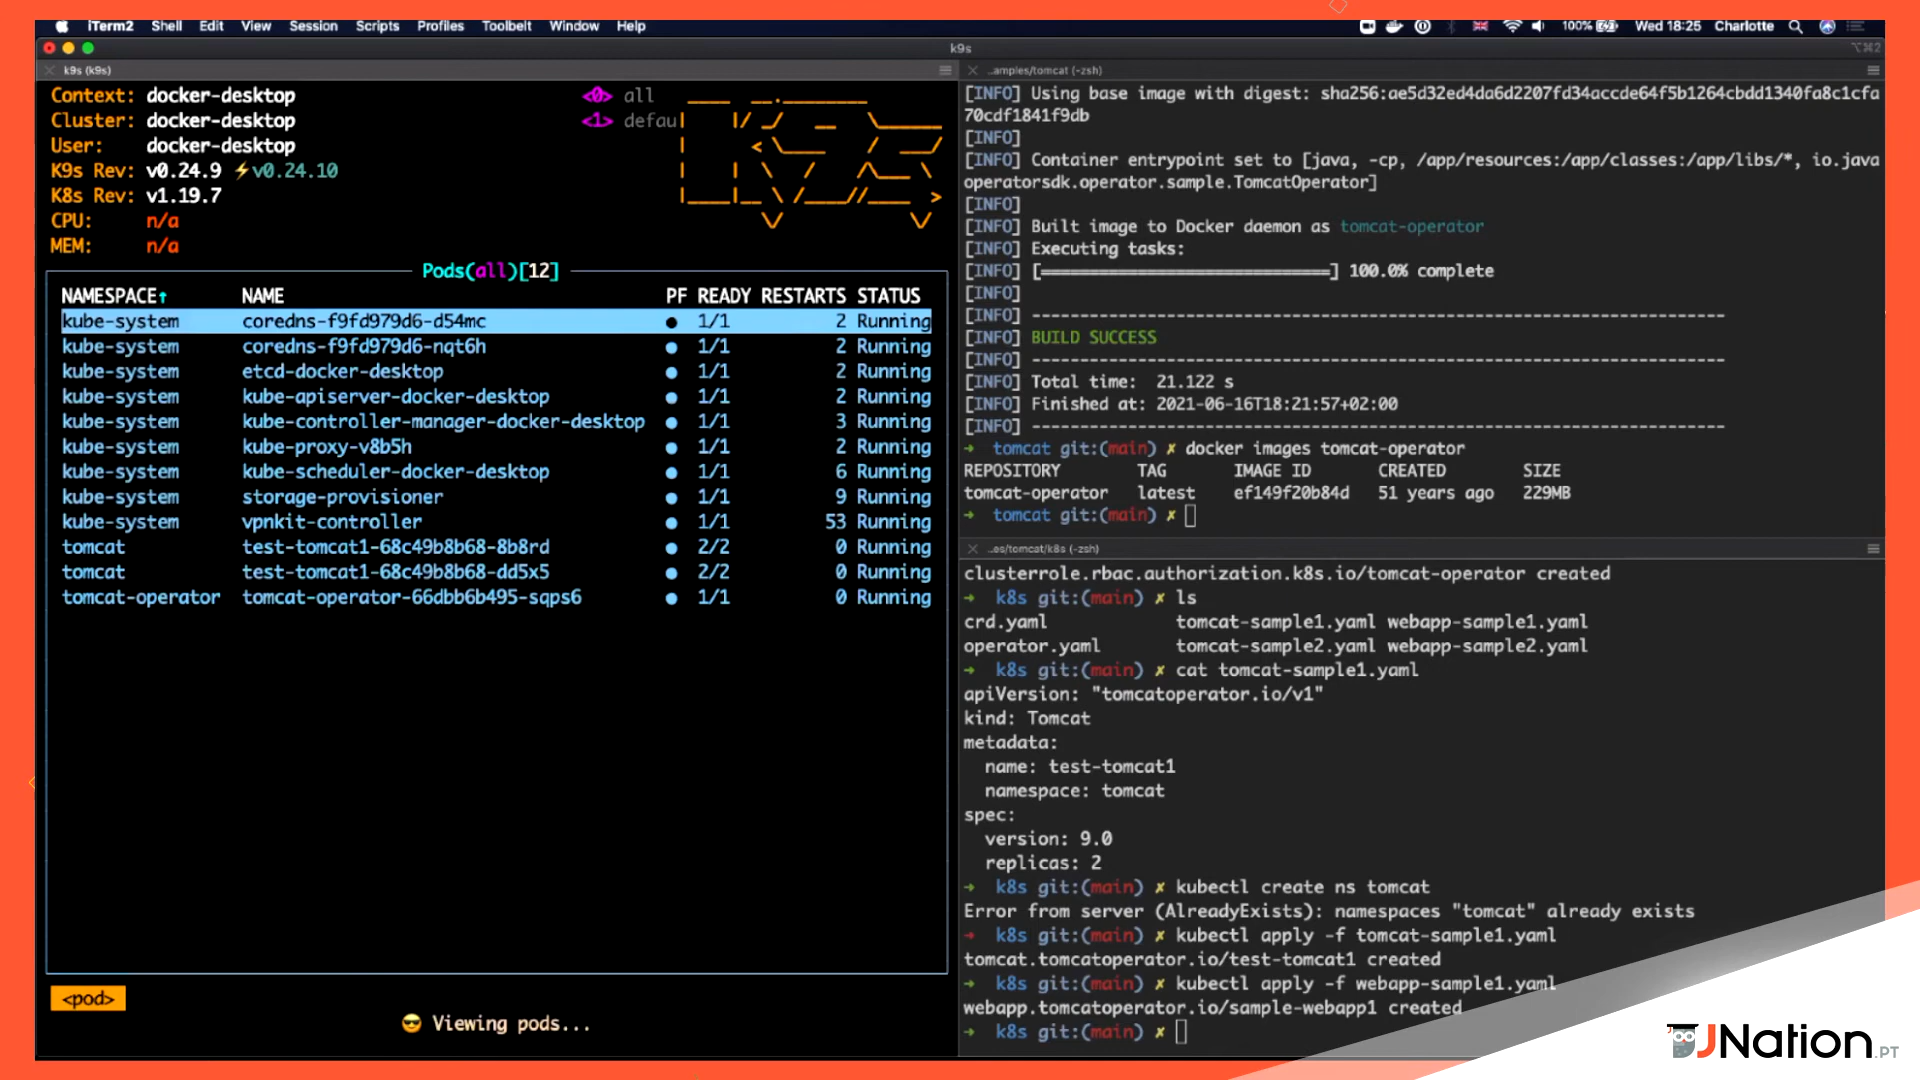 iTerm2 Shell Edit View Session Scripts Profiles Toolbelt Window Help 100% Wed 18:25 Charlotte
k9s
⌥⌘2
k9s (k9s)
Context: docker-desktop <0> all
Cluster: docker-desktop <1> defau
User: docker-desktop
K9s Rev: v0.24.9 ⚡v0.24.10
K8s Rev: v1.19.7
CPU: n/a
MEM: n/a
Pods(all)[12]
NAMESPACE↑ NAME PF READY RESTARTS STATUS
kube-system coredns-f9fd979d6-d54mc ● 1/1 2 Running
kube-system coredns-f9fd979d6-nqt6h ● 1/1 2 Running
kube-system etcd-docker-desktop ● 1/1 2 Running
kube-system kube-apiserver-docker-desktop ● 1/1 2 Running
kube-system kube-controller-manager-docker-desktop ● 1/1 3 Running
kube-system kube-proxy-v8b5h ● 1/1 2 Running
kube-system kube-scheduler-docker-desktop ● 1/1 6 Running
kube-system storage-provisioner ● 1/1 9 Running
kube-system vpnkit-controller ● 1/1 53 Running
tomcat test-tomcat1-68c49b8b68-8b8rd ● 2/2 0 Running
tomcat test-tomcat1-68c49b8b68-dd5x5 ● 2/2 0 Running
tomcat-operator tomcat-operator-66dbb6b495-sqps6 ● 1/1 0 Running
<pod>
😎 Viewing pods...
..amples/tomcat (-zsh)
[INFO] Using base image with digest: sha256:ae5d32ed4da6d2207fd34accde64f5b1264cbdd1340fa8c1cfa
70cdf1841f9db
[INFO]
[INFO] Container entrypoint set to [java, -cp, /app/resources:/app/classes:/app/libs/*, io.java
operatorsdk.operator.sample.TomcatOperator]
[INFO]
[INFO] Built image to Docker daemon as tomcat-operator
[INFO] Executing tasks:
[INFO] [==============================] 100.0% complete
[INFO]
[INFO] ------------------------------------------------------------------------
[INFO] BUILD SUCCESS
[INFO] ------------------------------------------------------------------------
[INFO] Total time:  21.122 s
[INFO] Finished at: 2021-06-16T18:21:57+02:00
[INFO] ------------------------------------------------------------------------
➜ tomcat git:(main) ✗ docker images tomcat-operator
REPOSITORY TAG IMAGE ID CREATED SIZE
tomcat-operator latest ef149f20b84d 51 years ago 229MB
➜ tomcat git:(main) ✗
..es/tomcat/k8s (-zsh)
clusterrole.rbac.authorization.k8s.io/tomcat-operator created
➜ k8s git:(main) ✗ ls
crd.yaml tomcat-sample1.yaml webapp-sample1.yaml
operator.yaml tomcat-sample2.yaml webapp-sample2.yaml
➜ k8s git:(main) ✗ cat tomcat-sample1.yaml
apiVersion: "tomcatoperator.io/v1"
kind: Tomcat
metadata:
  name: test-tomcat1
  namespace: tomcat
spec:
  version: 9.0
  replicas: 2
➜ k8s git:(main) ✗ kubectl create ns tomcat
Error from server (AlreadyExists): namespaces "tomcat" already exists
➜ k8s git:(main) ✗ kubectl apply -f tomcat-sample1.yaml
tomcat.tomcatoperator.io/test-tomcat1 created
➜ k8s git:(main) ✗ kubectl apply -f webapp-sample1.yaml
webapp.tomcatoperator.io/sample-webapp1 created
➜ k8s git:(main) ✗
JNation.PT